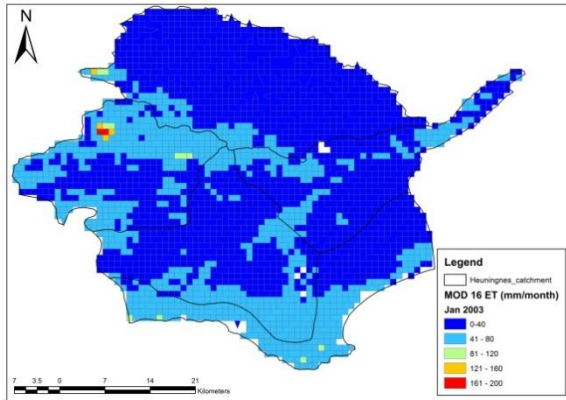 N
Legend
Heuningnes_catchment
MOD 16 ET (mm/month)
Jan 2003
0-40
41 - 80
81 - 120
121 - 160
161 - 200
7 3.5 0 7 14 21
Kilometers